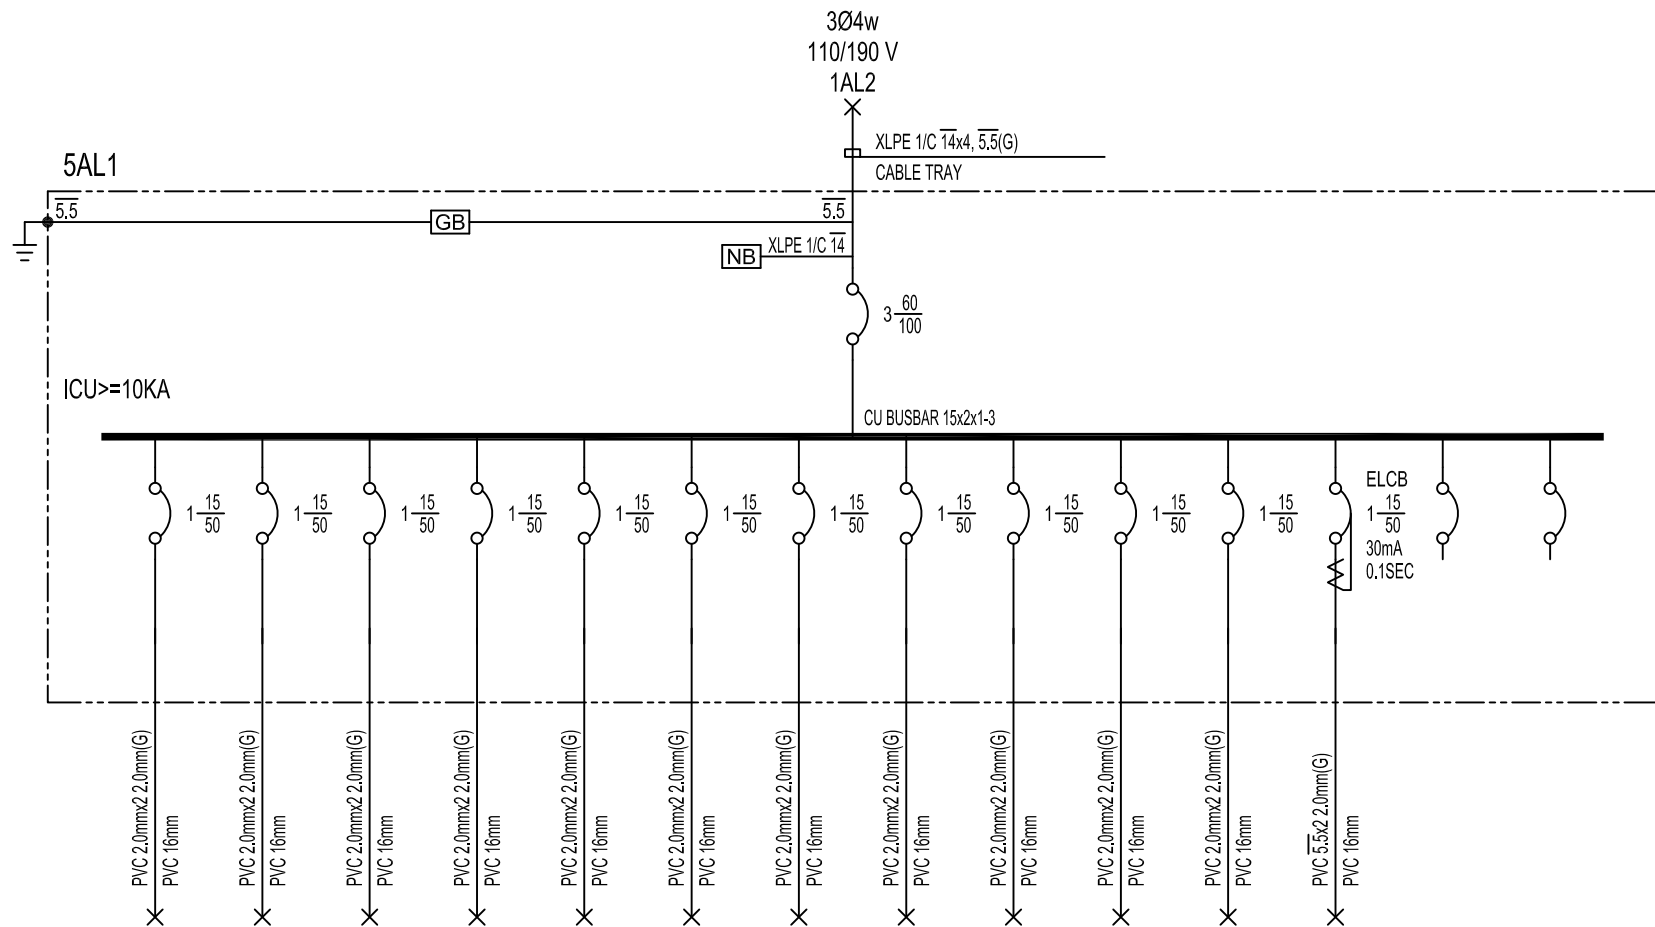 3Ø4w
110/190 V
1AL2
XLPE 1/C 14x4, 5.5(G)
CABLE TRAY
5AL1
5.5
GB
5.5
NB
XLPE 1/C 14
3 60/100
ICU>=10KA
CU BUSBAR 15x2x1-3
1 15/50
1 15/50
1 15/50
1 15/50
1 15/50
1 15/50
1 15/50
1 15/50
1 15/50
1 15/50
1 15/50
ELCB
1 15/50
30mA
0.1SEC
PVC 2.0mmx2 2.0mm(G)
PVC 16mm
PVC 2.0mmx2 2.0mm(G)
PVC 16mm
PVC 2.0mmx2 2.0mm(G)
PVC 16mm
PVC 2.0mmx2 2.0mm(G)
PVC 16mm
PVC 2.0mmx2 2.0mm(G)
PVC 16mm
PVC 2.0mmx2 2.0mm(G)
PVC 16mm
PVC 2.0mmx2 2.0mm(G)
PVC 16mm
PVC 2.0mmx2 2.0mm(G)
PVC 16mm
PVC 2.0mmx2 2.0mm(G)
PVC 16mm
PVC 2.0mmx2 2.0mm(G)
PVC 16mm
PVC 2.0mmx2 2.0mm(G)
PVC 16mm
PVC 5.5x2 2.0mm(G)
PVC 16mm